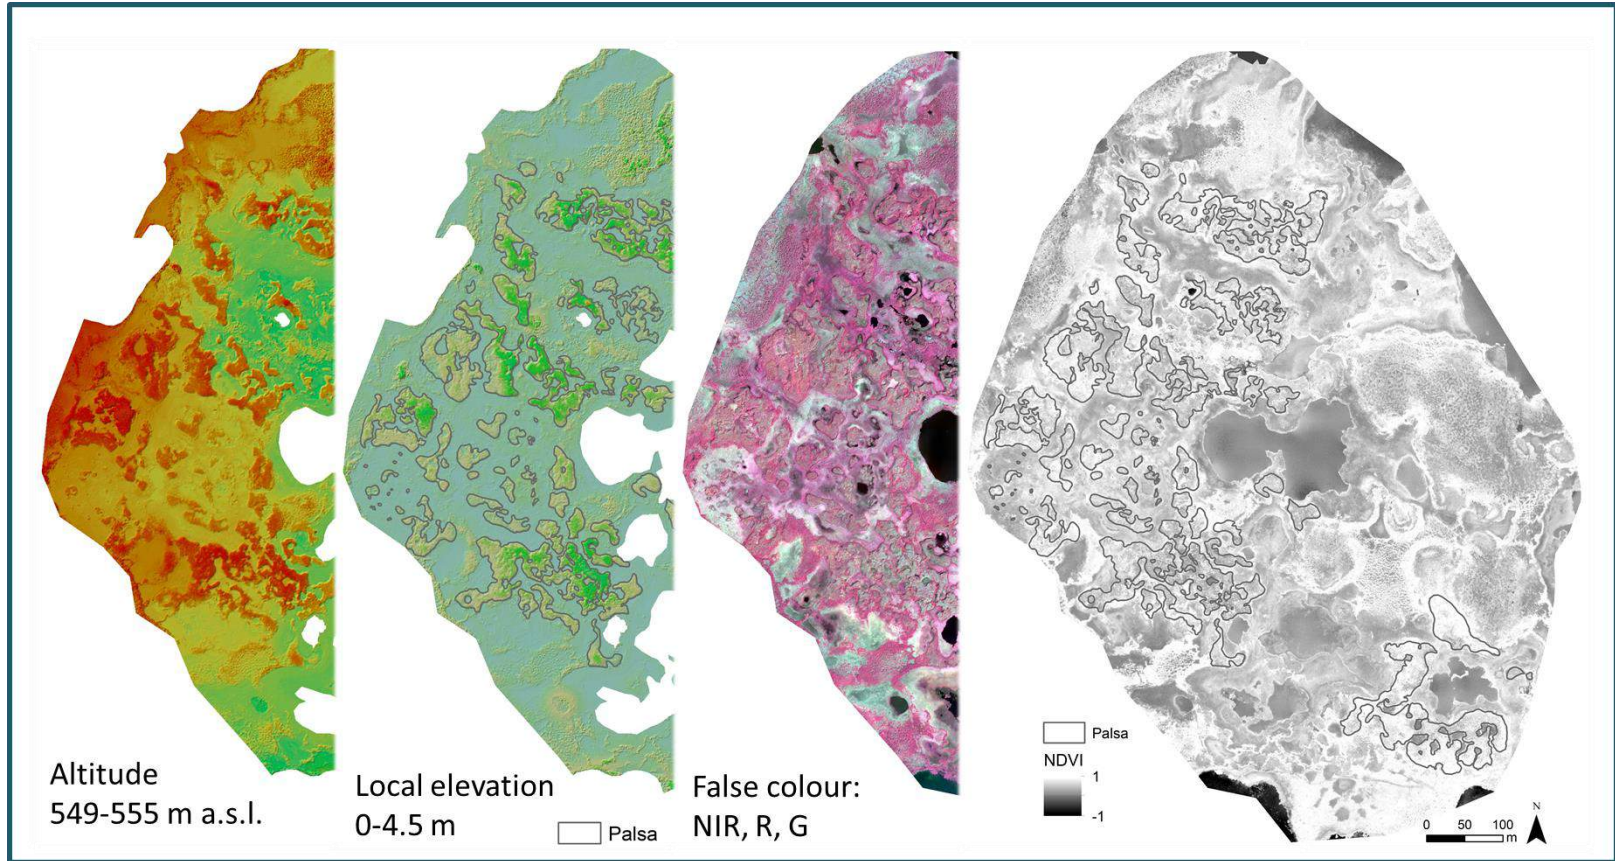 Altitude
549-555 m a.s.l.
Local elevation
0-4.5 m
Palsa
False colour:
NIR, R, G
Palsa
NDVI
1
-1
0 50 100
m
N